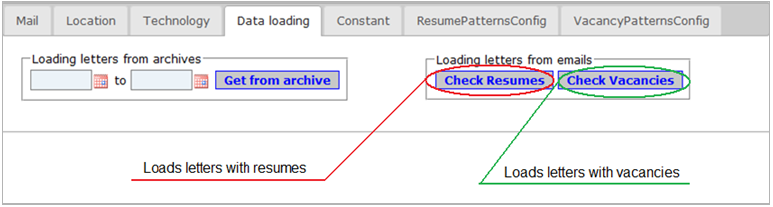 Mail Location Technology Data loading Constant ResumePatternsConfig VacancyPatternsConfig
Loading letters from archives Loading letters from emails
to Get from archive Check Resumes Check Vacancies
Loads letters with resumes Loads letters with vacancies